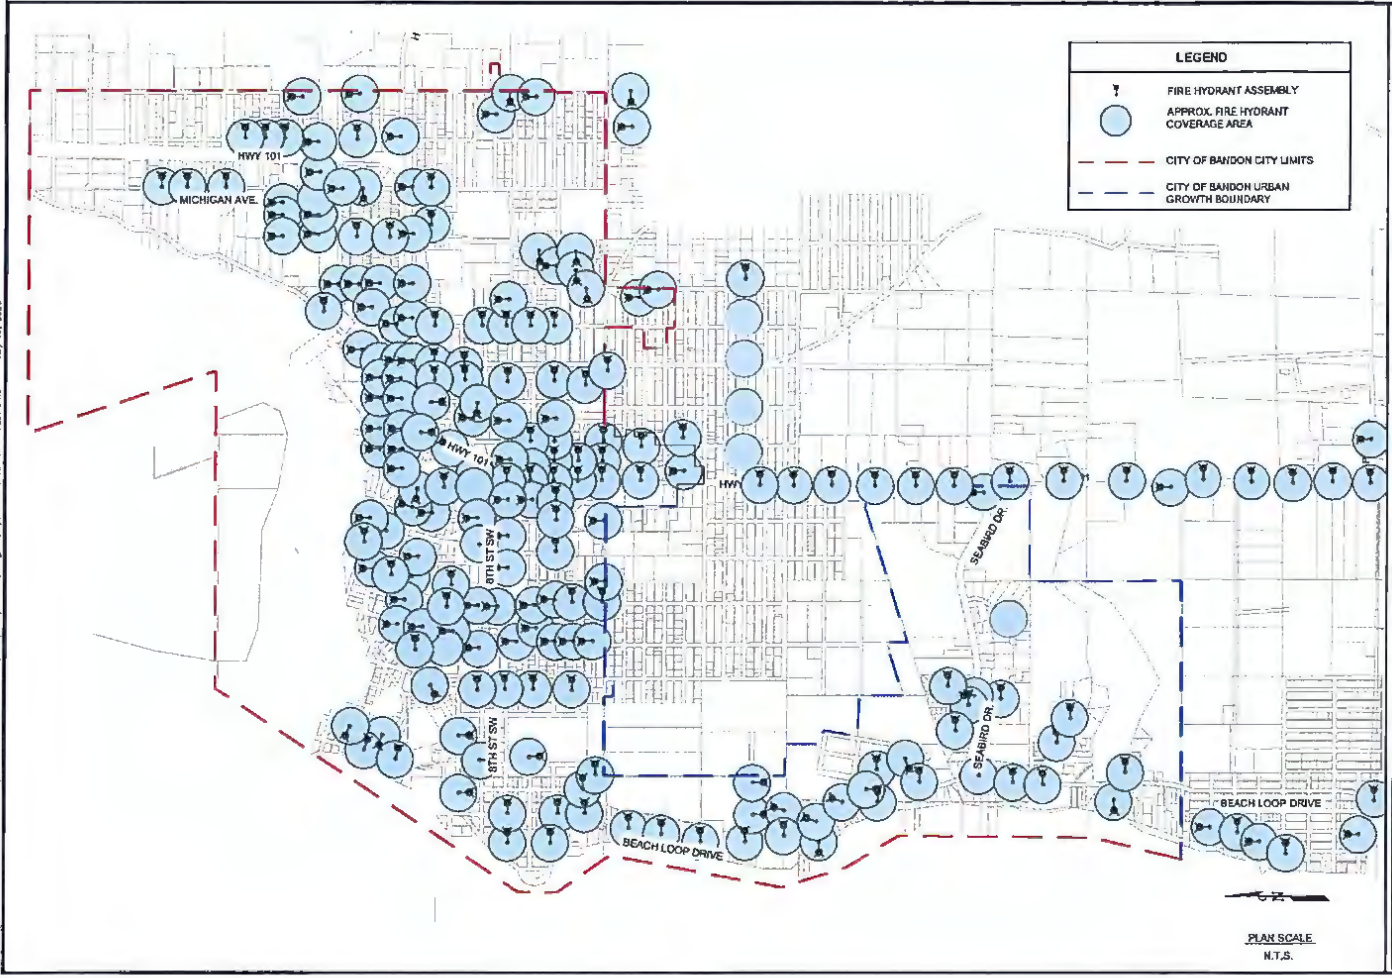 LEGEND
FIRE HYDRANT ASSEMBLY
APPROX. FIRE HYDRANT
COVERAGE AREA
CITY OF BANDON CITY LIMITS
CITY OF BANDON URBAN
GROWTH BOUNDARY
HWY 101
MICHIGAN AVE.
HWY 101
HWY
8TH ST SW
SEABIRD DR.
SEABIRD DR.
8TH ST SW
BEACH LOOP DRIVE
BEACH LOOP DRIVE
PLAN SCALE
N.T.S.